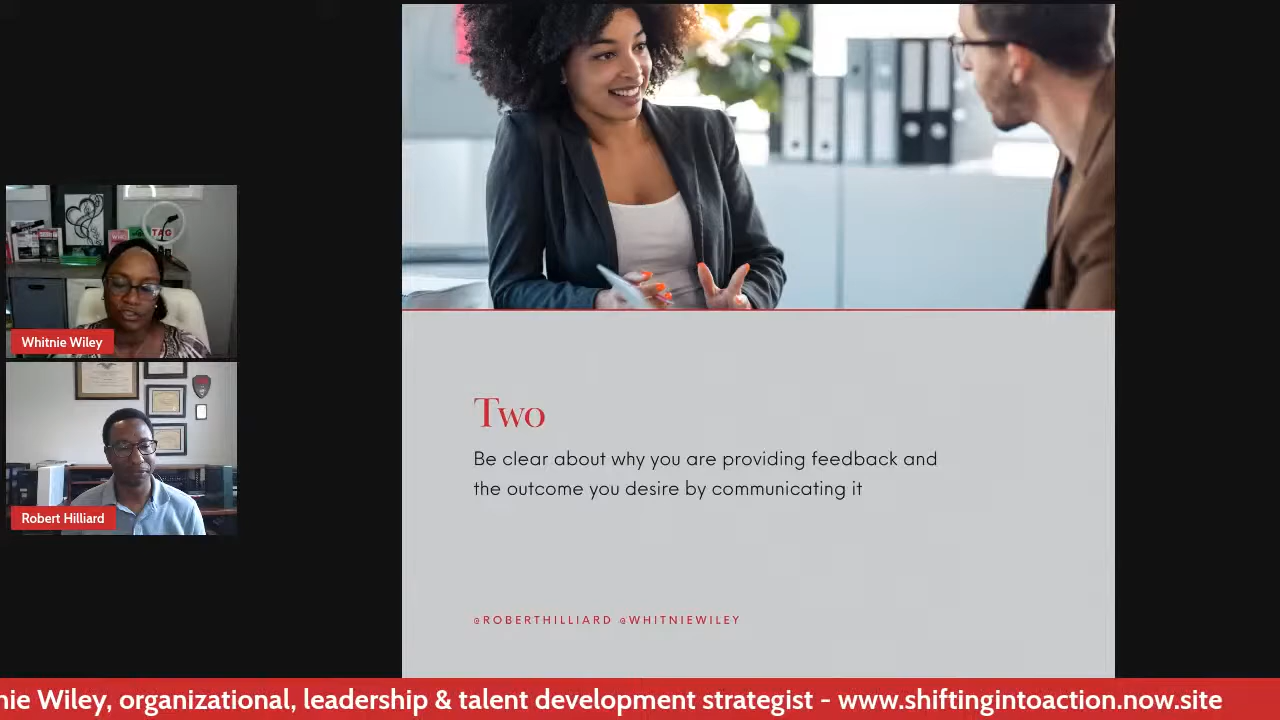 TAG
Whitnie Wiley
Robert Hilliard
Two
Be clear about why you are providing feedback and
the outcome you desire by communicating it
@ROBERTHILLIARD @WHITNIEWILEY
nie Wiley, organizational, leadership & talent development strategist - www.shiftingintoaction.now.site